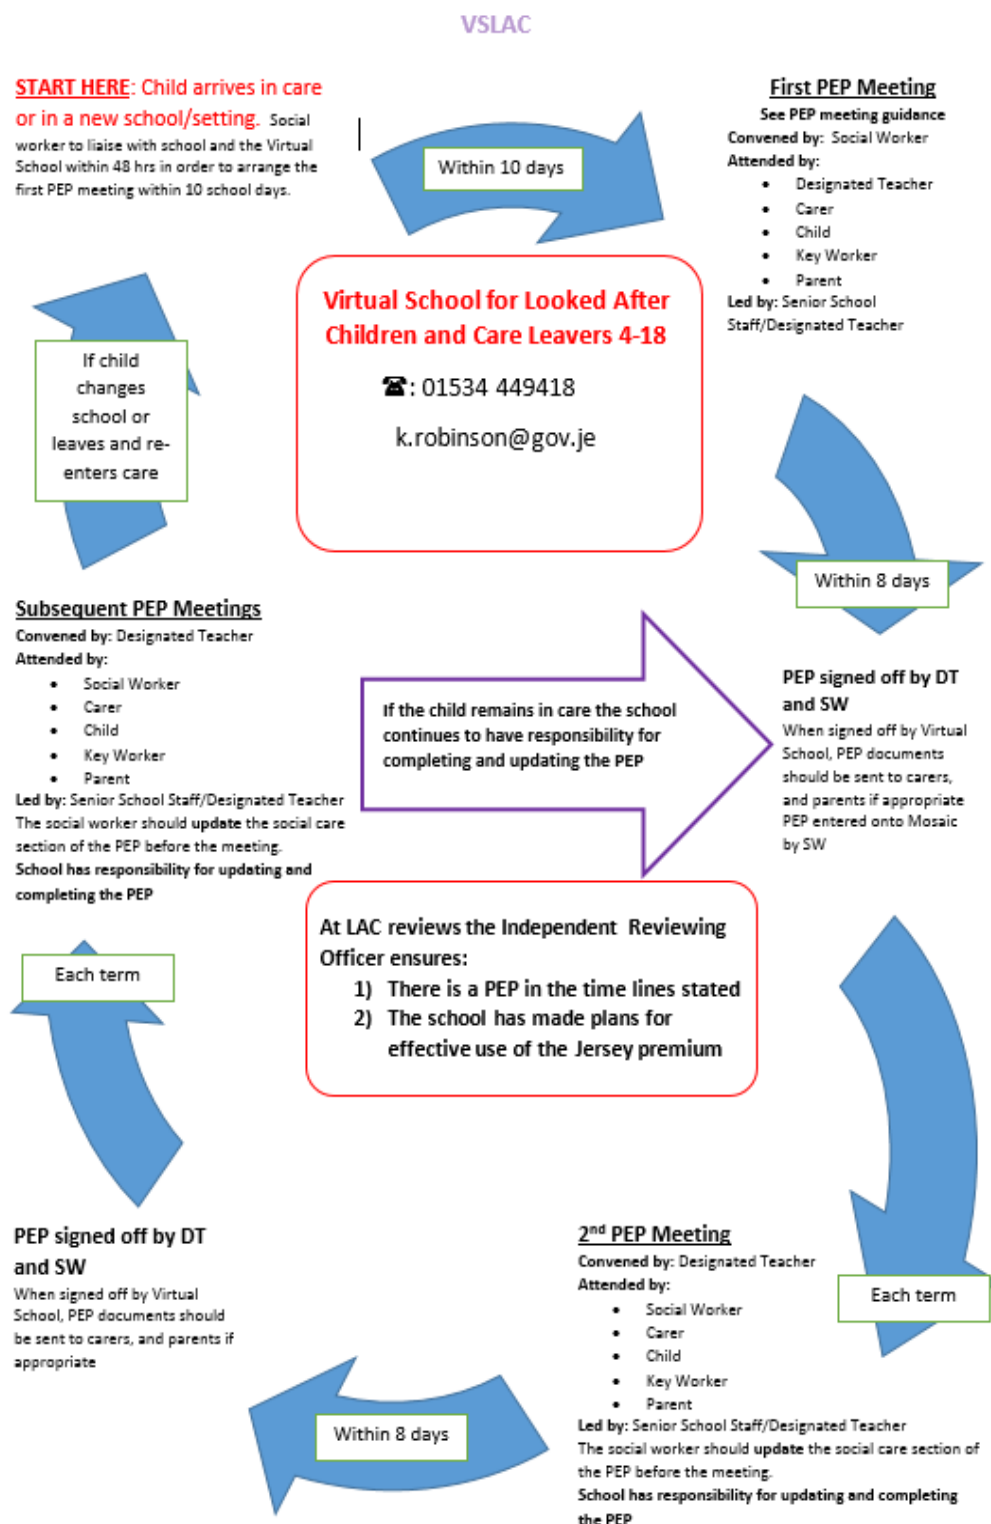 VSLAC
START HERE: Child arrives in care
or in a new school/setting. Social
worker to liaise with school and the Virtual
School within 48 hrs in order to arrange the
first PEP meeting within 10 school days.
Within 10 days
First PEP Meeting
See PEP meeting guidance
Convened by: Social Worker
Attended by:
• Designated Teacher
• Carer
• Child
• Key Worker
• Parent
Led by: Senior School
Staff/Designated Teacher
Virtual School for Looked After
Children and Care Leavers 4-18
☎: 01534 449418
k.robinson@gov.je
If child
changes
school or
leaves and re-
enters care
Within 8 days
Subsequent PEP Meetings
Convened by: Designated Teacher
Attended by:
• Social Worker
• Carer
• Child
• Key Worker
• Parent
Led by: Senior School Staff/Designated Teacher
The social worker should update the social care
section of the PEP before the meeting.
School has responsibility for updating and
completing the PEP
If the child remains in care the school
continues to have responsibility for
completing and updating the PEP
PEP signed off by DT
and SW
When signed off by Virtual
School, PEP documents
should be sent to carers,
and parents if appropriate
PEP entered onto Mosaic
by SW
At LAC reviews the Independent Reviewing
Officer ensures:
1) There is a PEP in the time lines stated
2) The school has made plans for
effective use of the Jersey premium
Each term
PEP signed off by DT
and SW
When signed off by Virtual
School, PEP documents should
be sent to carers, and parents if
appropriate
2nd PEP Meeting
Convened by: Designated Teacher
Attended by:
• Social Worker
• Carer
• Child
• Key Worker
• Parent
Led by: Senior School Staff/Designated Teacher
The social worker should update the social care section of
the PEP before the meeting.
School has responsibility for updating and completing
the PEP
Each term
Within 8 days